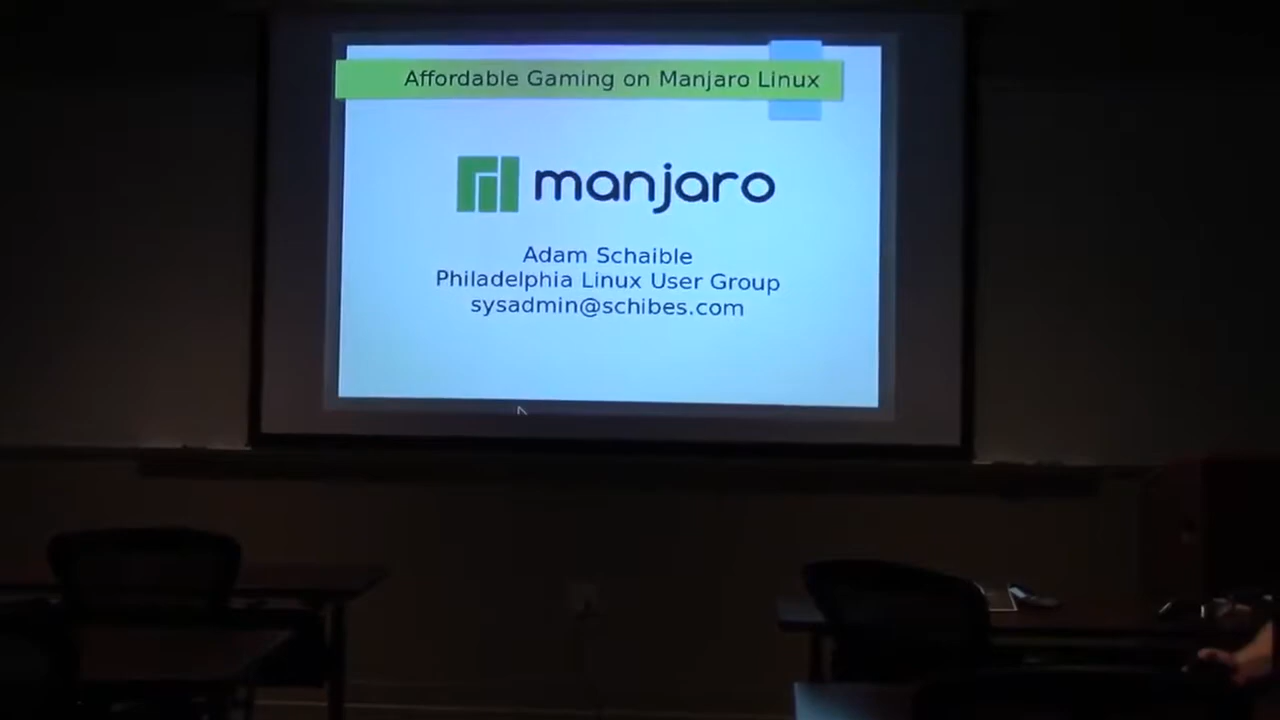 Affordable Gaming on Manjaro Linux
manjaro
Adam Schaible
Philadelphia Linux User Group
sysadmin@schibes.com